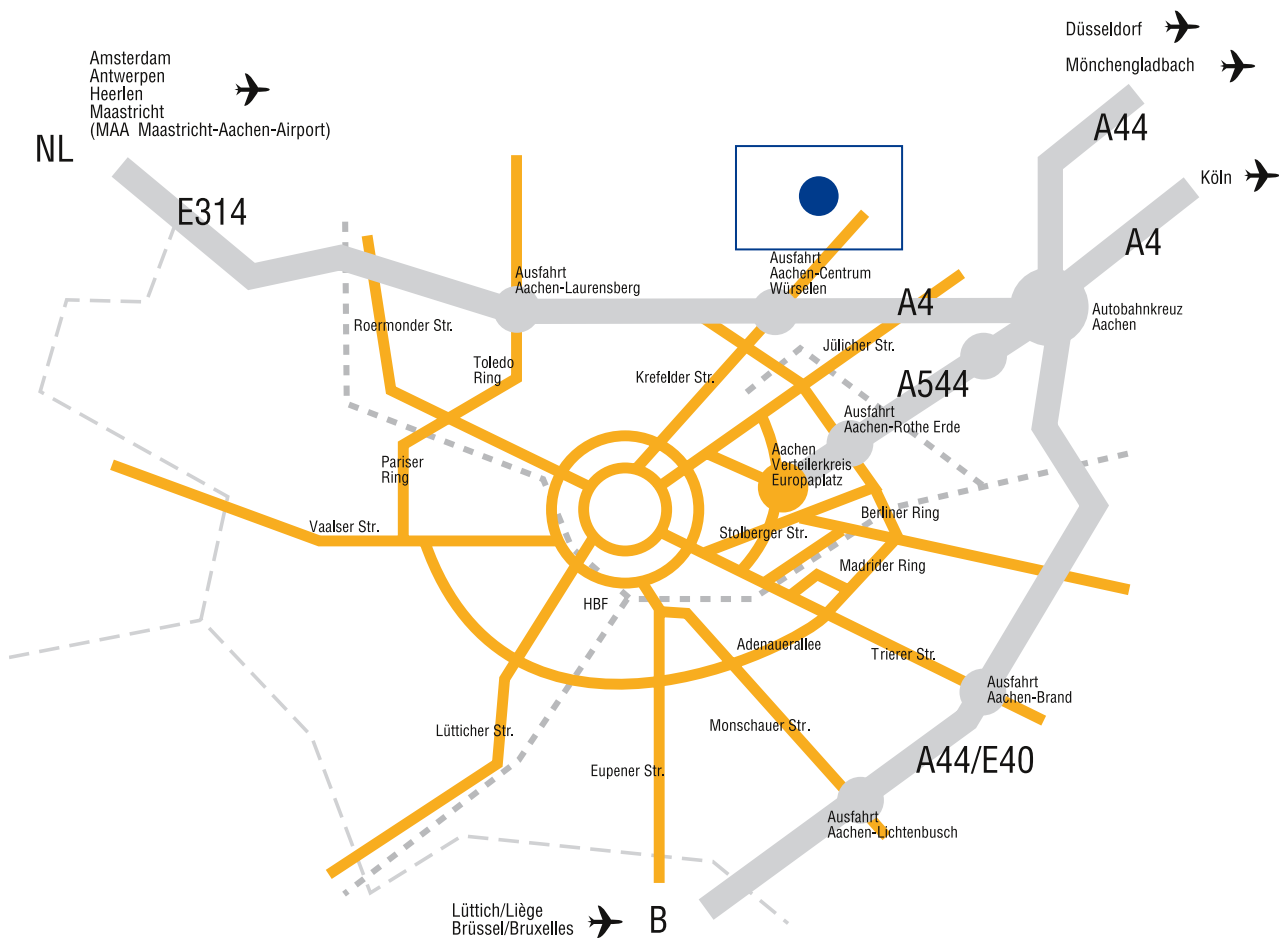 Düsseldorf
Mönchengladbach
Amsterdam
Antwerpen
Heerlen
Maastricht
(MAA Maastricht-Aachen-Airport)
NL
A44
Köln
E314
A4
Ausfahrt
Aachen-Laurensberg
Ausfahrt
Aachen-Centrum
Würselen
A4
Autobahnkreuz
Aachen
Roermonder Str.
Jülicher Str.
Toledo
Ring
Krefelder Str.
A544
Ausfahrt
Aachen-Rothe Erde
Aachen
Verteilerkreis
Europaplatz
Pariser
Ring
Vaalser Str.
Berliner Ring
Stolberger Str.
Madrider Ring
HBF
Adenauerallee
Trierer Str.
Ausfahrt
Aachen-Brand
Lütticher Str.
Monschauer Str.
A44/E40
Eupener Str.
Ausfahrt
Aachen-Lichtenbusch
Lüttich/Liège
Brüssel/Bruxelles
B